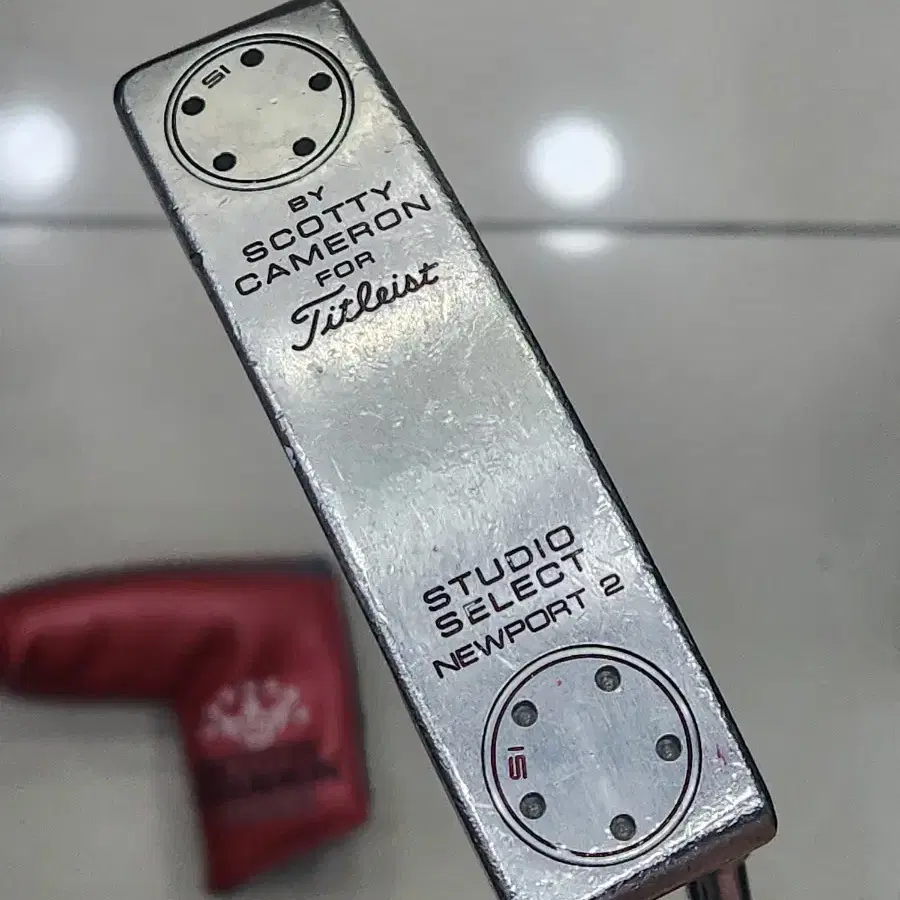 15
BY
SCOTTY
CAMERON
FOR
Titleist
STUDIO
SELECT
NEWPORT 2
15